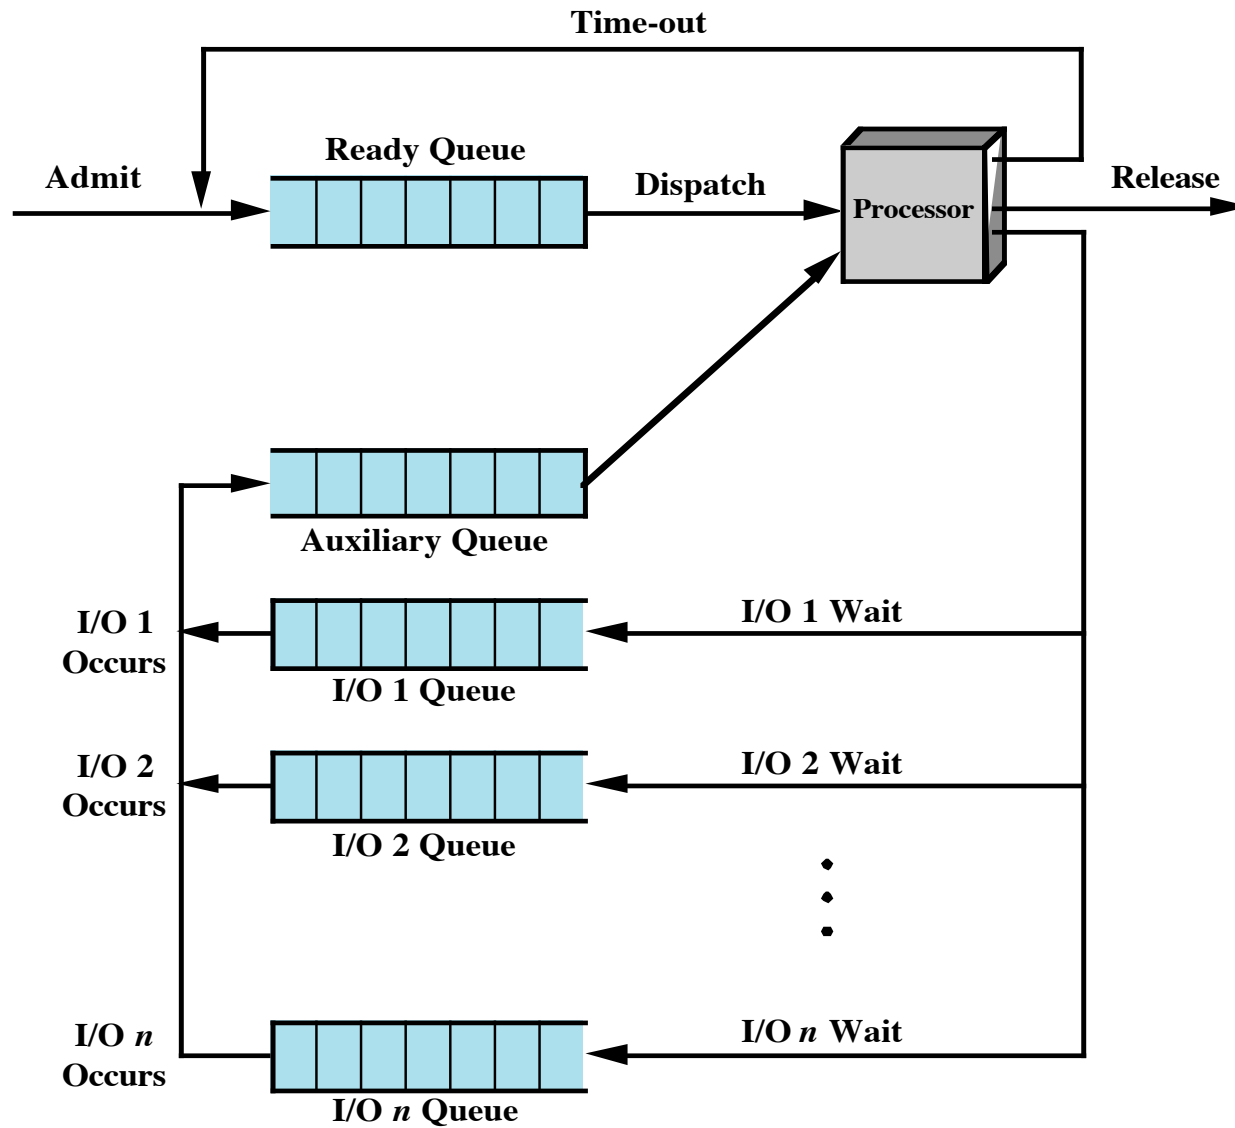 Time-out
Ready Queue
Admit
Dispatch
Release
Processor
Auxiliary Queue
I/O 1
Occurs
I/O 1 Wait
I/O 1 Queue
I/O 2
Occurs
I/O 2 Wait
I/O 2 Queue
I/O n
Occurs
I/O n Wait
I/O n Queue